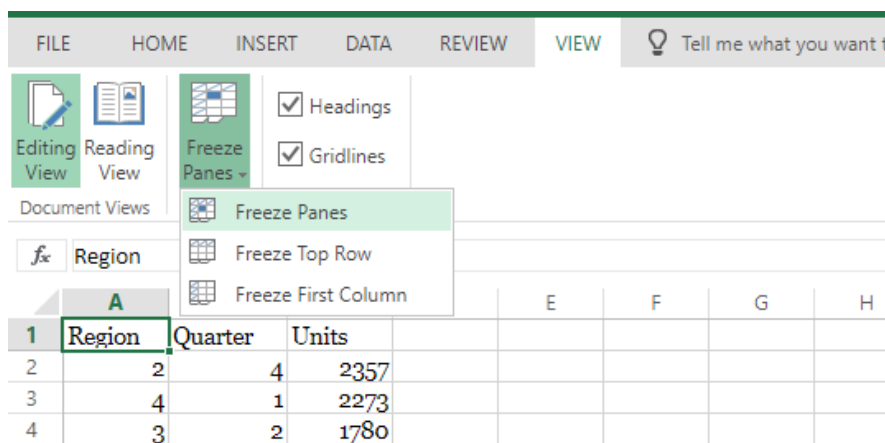 FILE HOME INSERT DATA REVIEW VIEW Tell me what you want
Editing View
Reading View
Freeze Panes
Headings
Gridlines
Document Views
Freeze Panes
Freeze Top Row
Freeze First Column
fx Region
A E F G H
1 Region Quarter Units
2 2 4 2357
3 4 1 2273
4 3 2 1780